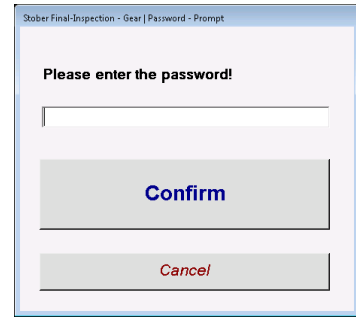 Stober Final-Inspection - Gear | Password - Prompt
Please enter the password!
Confirm
Cancel